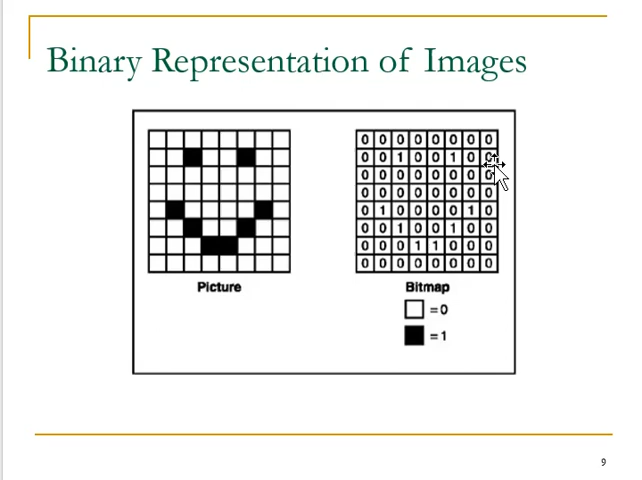 Binary Representation of Images
0 0 0 0 0 0 0 0
0 0 1 0 0 1 0 0
0 0 0 0 0 0 0 0
0 0 0 0 0 0 0 0
0 1 0 0 0 0 1 0
0 0 1 0 0 1 0 0
0 0 0 1 1 0 0 0
0 0 0 0 0 0 0 0
Picture
Bitmap
= 0
= 1
9